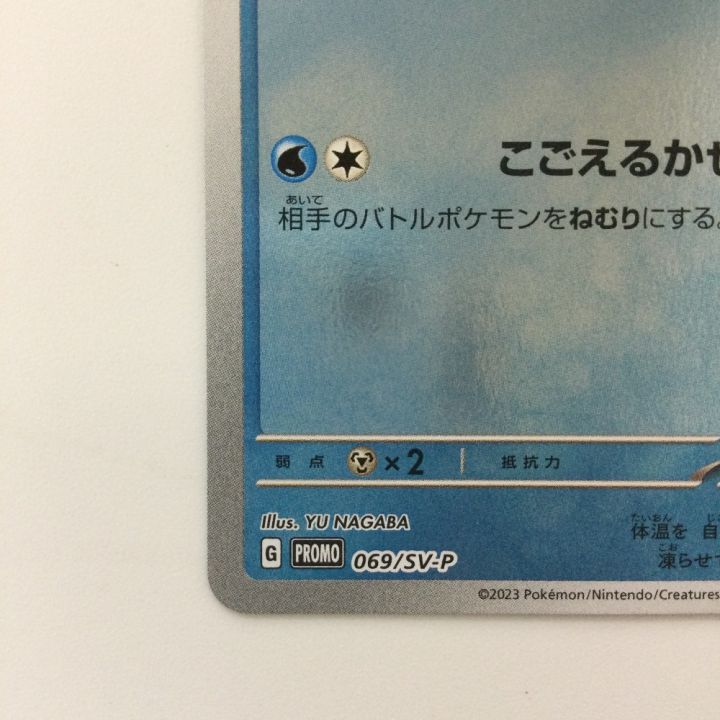 こごえるかぜ
あいて
相手のバトルポケモンをねむりにする。
弱点 ×2 抵抗力
Illus. YU NAGABA
たいおん
体温を 自
こお
凍らせて
G PROMO 069/SV-P
©2023 Pokémon/Nintendo/Creatures